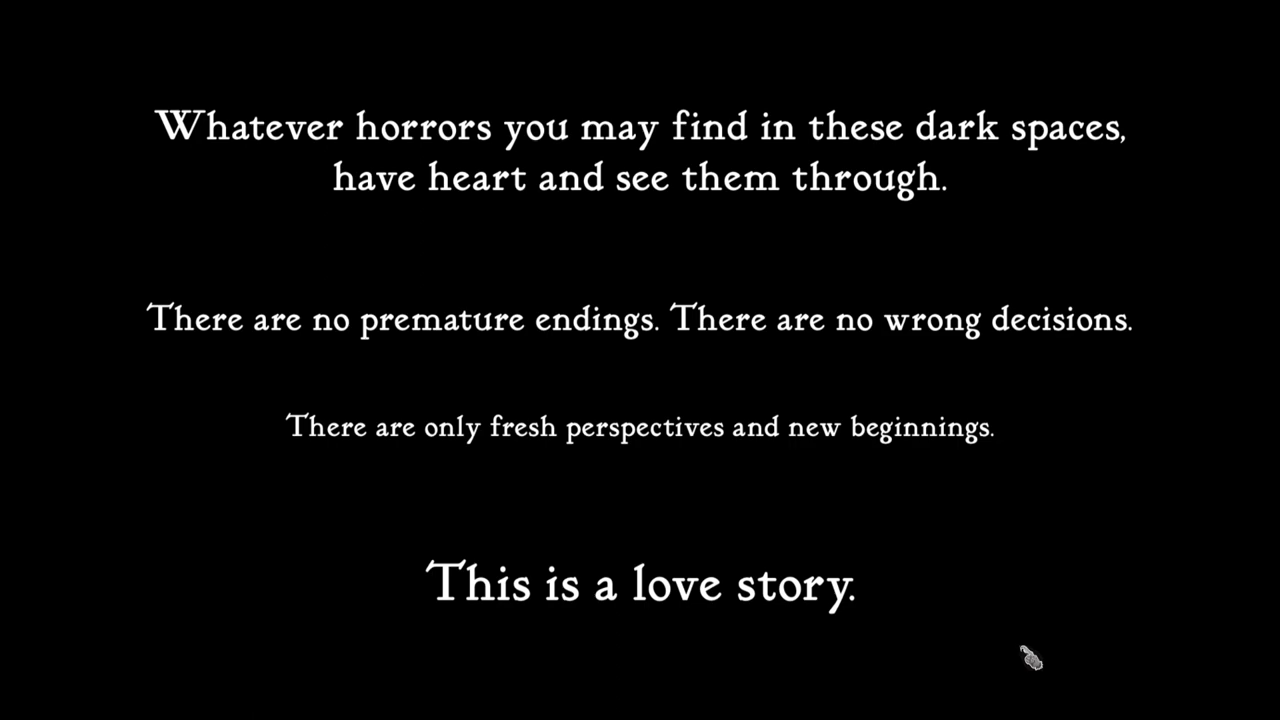 Whatever horrors you may find in these dark spaces,
have heart and see them through.
There are no premature endings. There are no wrong decisions.
There are only fresh perspectives and new beginnings.
This is a love story.